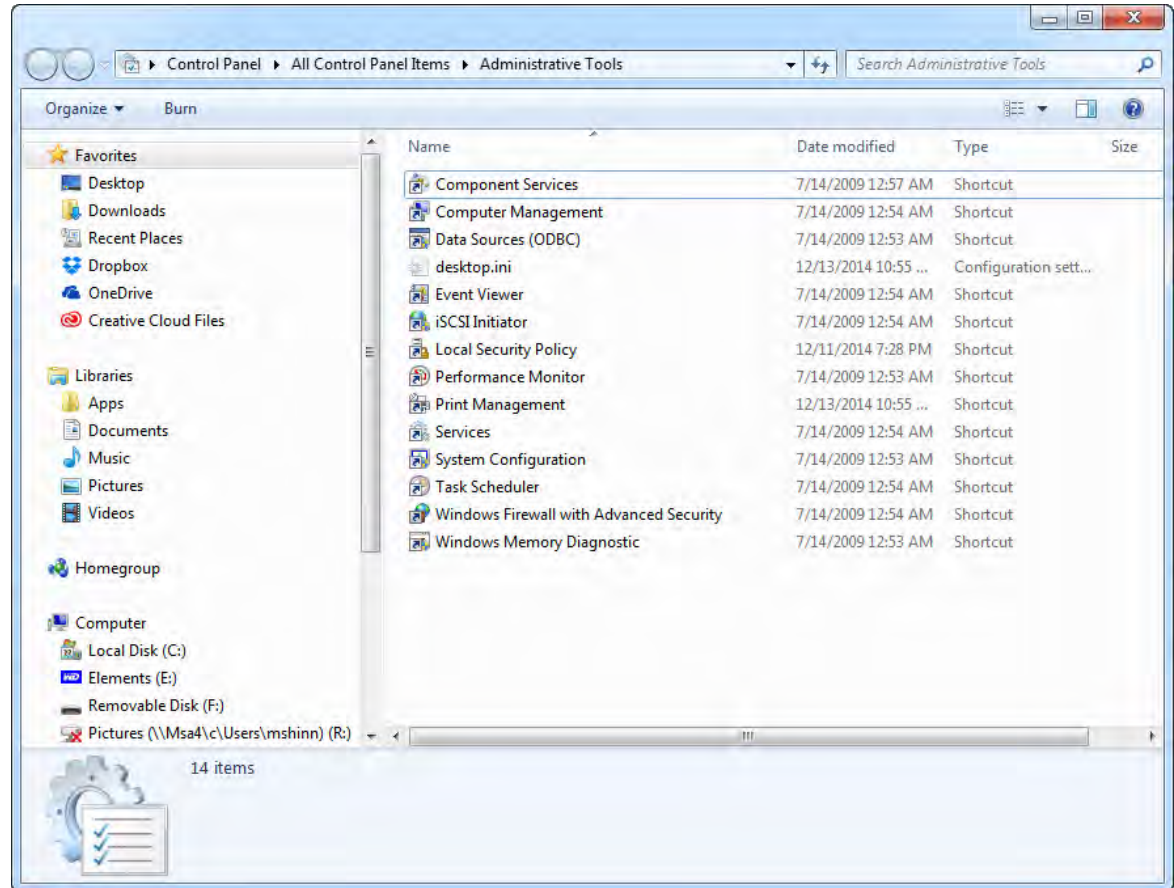 Control Panel ▸ All Control Panel Items ▸ Administrative Tools
Search Administrative Tools
Organize Burn
Favorites
Desktop
Downloads
Recent Places
Dropbox
OneDrive
Creative Cloud Files
Libraries
Apps
Documents
Music
Pictures
Videos
Homegroup
Computer
Local Disk (C:)
Elements (E:)
Removable Disk (F:)
Pictures (\\Msa4\c\Users\mshinn) (R:)
Name Date modified Type Size
Component Services 7/14/2009 12:57 AM Shortcut
Computer Management 7/14/2009 12:54 AM Shortcut
Data Sources (ODBC) 7/14/2009 12:53 AM Shortcut
desktop.ini 12/13/2014 10:55 ... Configuration sett...
Event Viewer 7/14/2009 12:54 AM Shortcut
iSCSI Initiator 7/14/2009 12:54 AM Shortcut
Local Security Policy 12/11/2014 7:28 PM Shortcut
Performance Monitor 7/14/2009 12:53 AM Shortcut
Print Management 12/13/2014 10:55 ... Shortcut
Services 7/14/2009 12:54 AM Shortcut
System Configuration 7/14/2009 12:53 AM Shortcut
Task Scheduler 7/14/2009 12:54 AM Shortcut
Windows Firewall with Advanced Security 7/14/2009 12:54 AM Shortcut
Windows Memory Diagnostic 7/14/2009 12:53 AM Shortcut
14 items